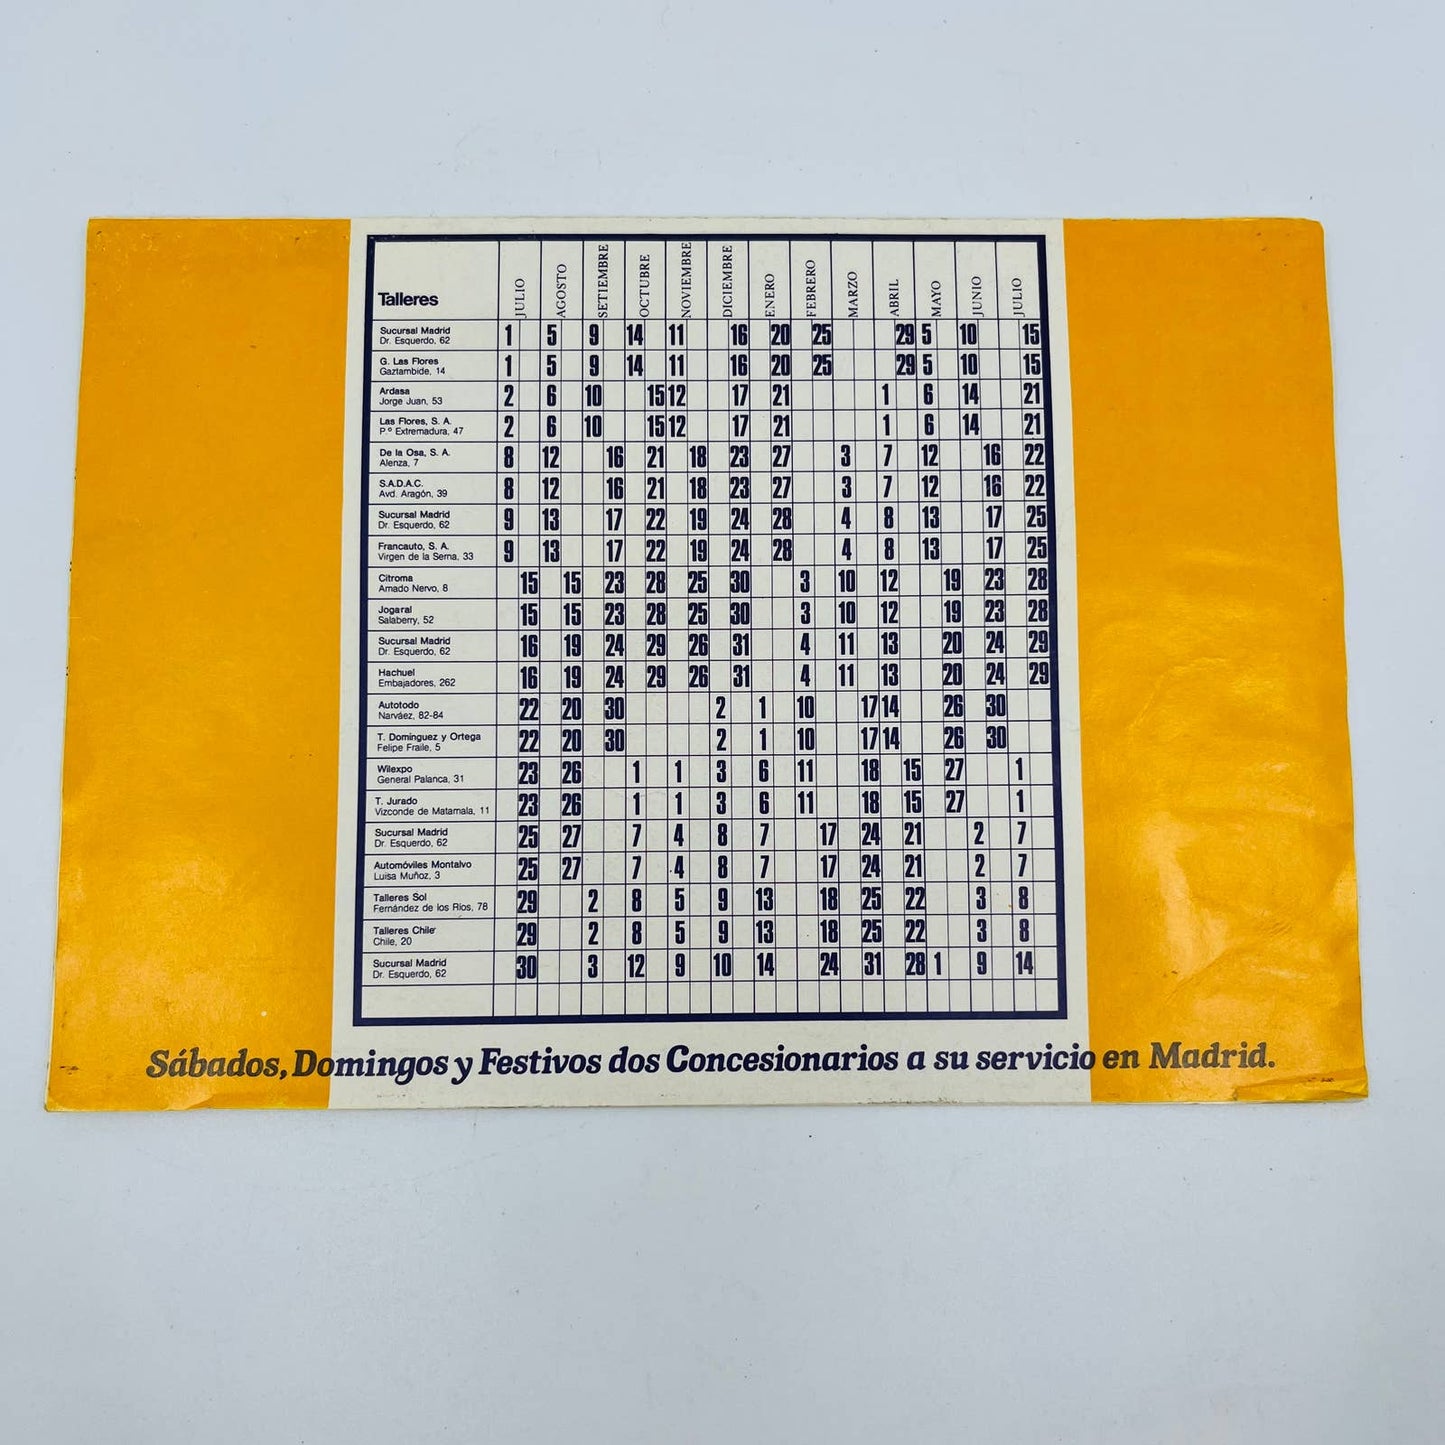 Talleres JULIO AGOSTO SETIEMBRE OCTUBRE NOVIEMBRE DICIEMBRE ENERO FEBRERO MARZO ABRIL MAYO JUNIO JULIO
Sucursal Madrid
Dr. Esquerdo, 62
1 5 9 14 11 16 20 25 29 5 10 15
G. Las Flores
Gaztambide, 14
1 5 9 14 11 16 20 25 29 5 10 15
Ardasa
Jorge Juan, 53
2 6 10 15 12 17 21 1 6 14 21
Las Flores, S. A.
P.º Extremadura, 47
2 6 10 15 12 17 21 1 6 14 21
De la Osa, S. A.
Alenza, 7
8 12 16 21 18 23 27 3 7 12 16 22
S.A.D.A.C.
Avd. Aragón, 39
8 12 16 21 18 23 27 3 7 12 16 22
Sucursal Madrid
Dr. Esquerdo, 62
9 13 17 22 19 24 28 4 8 13 17 25
Francauto, S. A.
Virgen de la Serna, 33
9 13 17 22 19 24 28 4 8 13 17 25
Citroma
Amado Nervo, 8
15 15 23 28 25 30 3 10 12 19 23 28
Jogaral
Salaberry, 52
15 15 23 28 25 30 3 10 12 19 23 28
Sucursal Madrid
Dr. Esquerdo, 62
16 19 24 29 26 31 4 11 13 20 24 29
Hachuel
Embajadores, 262
16 19 24 29 26 31 4 11 13 20 24 29
Autotodo
Narváez, 82-84
22 20 30 2 1 10 17 14 26 30
T. Domínguez y Ortega
Felipe Fraile, 5
22 20 30 2 1 10 17 14 26 30
Wilexpo
General Palanca, 31
23 26 1 1 3 6 11 18 15 27 1
T. Jurado
Vizconde de Matamala, 11
23 26 1 1 3 6 11 18 15 27 1
Sucursal Madrid
Dr. Esquerdo, 62
25 27 7 4 8 7 17 24 21 2 7
Automóviles Montalvo
Luisa Muñoz, 3
25 27 7 4 8 7 17 24 21 2 7
Talleres Sol
Fernández de los Ríos, 78
29 2 8 5 9 13 18 25 22 3 8
Talleres Chile
Chile, 20
29 2 8 5 9 13 18 25 22 3 8
Sucursal Madrid
Dr. Esquerdo, 62
30 3 12 9 10 14 24 31 28 1 9 14
Sábados, Domingos y Festivos dos Concesionarios a su servicio en Madrid.